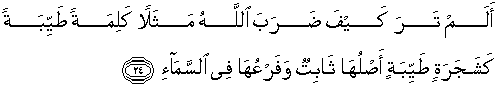 أَلَمْ تَرَ كَيْفَ ضَرَبَ ٱللَّهُ مَثَلًا كَلِمَةً طَيِّبَةً
كَشَجَرَةٍ طَيِّبَةٍ أَصْلُهَا ثَابِتٌ وَفَرْعُهَا فِى ٱلسَّمَآءِ ٢٤